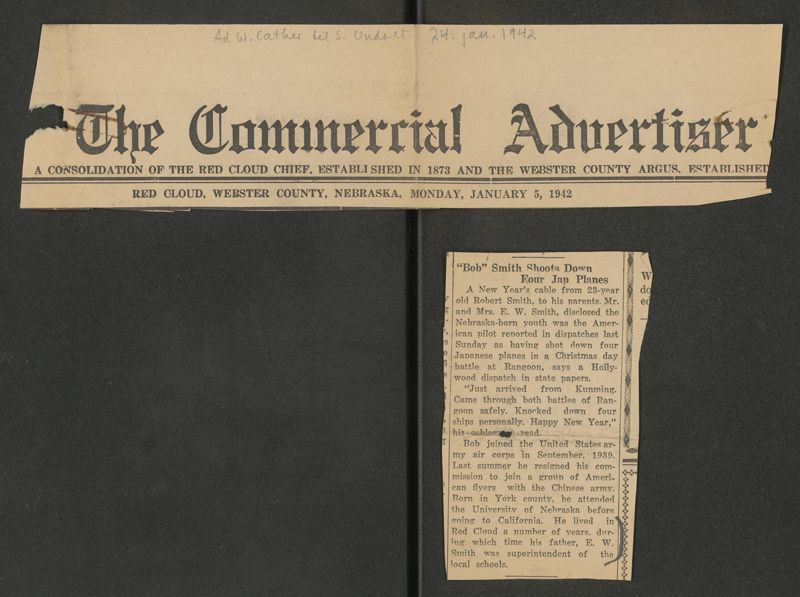 Ad W. Cather til S. Undset 24. jan. 1942
The Commercial Advertiser
A CONSOLIDATION OF THE RED CLOUD CHIEF, ESTABLISHED IN 1873 AND THE WEBSTER COUNTY ARGUS, ESTABLISHED
RED CLOUD, WEBSTER COUNTY, NEBRASKA, MONDAY, JANUARY 5, 1942
"Bob" Smith Shoots Down
Four Jap Planes
A New Year's cable from 23-year
old Robert Smith, to his parents Mr.
and Mrs. E. W. Smith, disclosed the
Nebraska-born youth was the Amer-
ican pilot reported in dispatches last
Sunday as having shot down four
Japanese planes in a Christmas day
battle at Rangoon, says a Holly-
wood dispatch in state papers.
"Just arrived from Kunming.
Came through both battles of Ran-
goon safely. Knocked down four
ships personally. Happy New Year,"
his read.
Bob joined the United States ar-
my air corps in September, 1939.
Last summer he resigned his com-
mission to join a group of Ameri-
can flyers with the Chinese army.
Born in York county, he attended
the University of Nebraska before
going to California. He lived in
Red Cloud a number of years, dur-
ing which time his father, E. W.
Smith was superintendent of the
local schools.
W
do
ed